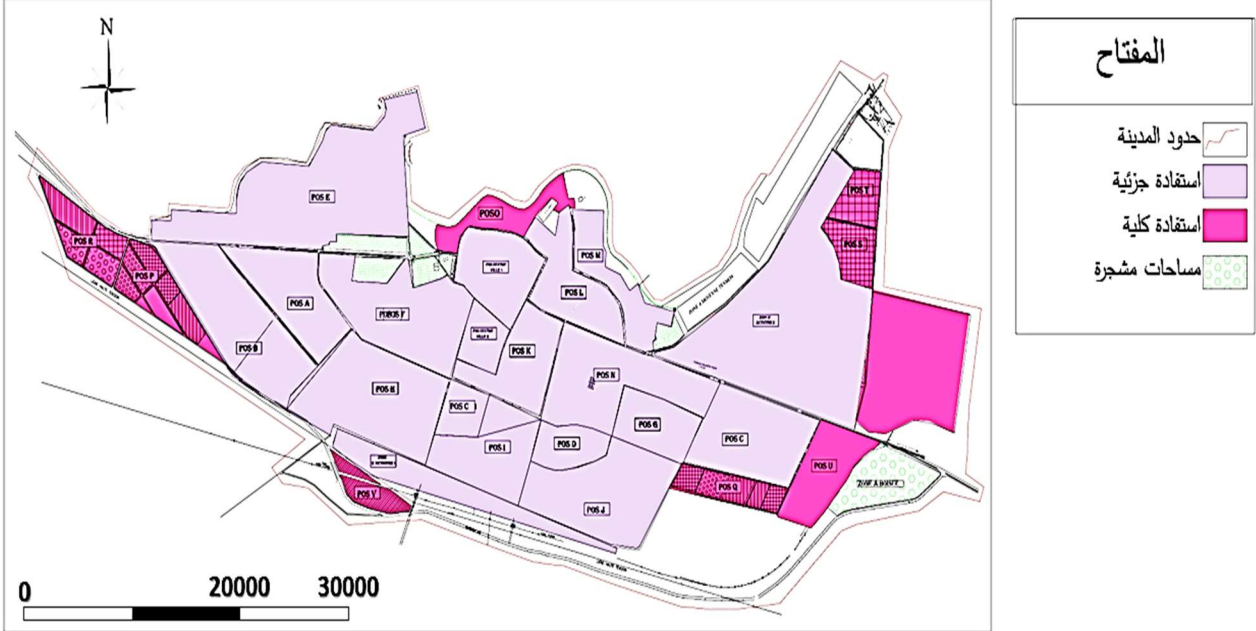 N
المفتاح
حدود المدينة
استفادة جزئية
استفادة كلية
مساحات مشجرة
POS E
POSO
POS T
POS S
POS R
POS P
POS M
POS L
POS A
POS B
POS K
POS N
POS H
POS C
POS G
POS C
POS I
POS D
POS U
POS Q
POS V
POS J
0
20000
30000